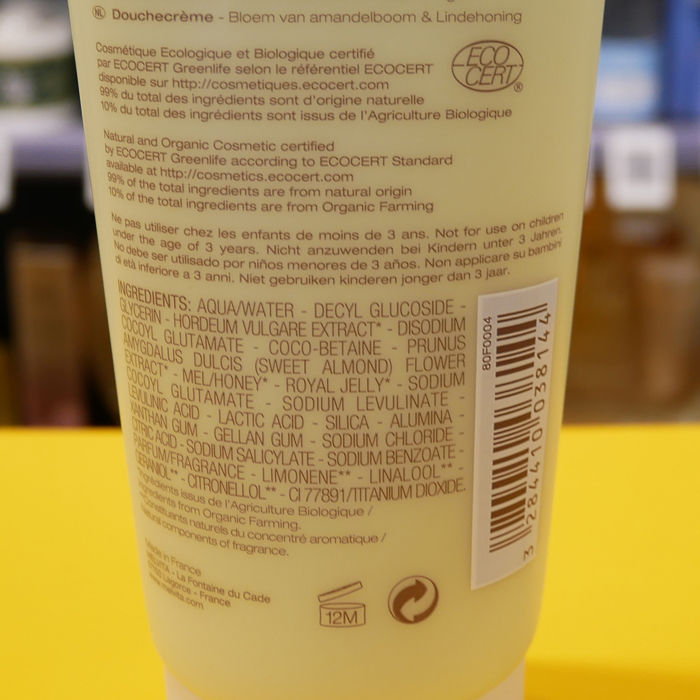 NL Douchecrème - Bloem van amandelboom & Lindehoning
Cosmétique Ecologique et Biologique certifié
par ECOCERT Greenlife selon le référentiel ECOCERT
disponible sur http://cosmetiques.ecocert.com
99% du total des ingrédients sont d'origine naturelle
10% du total des ingrédients sont issus de l'Agriculture Biologique
ECO
CERT®
Natural and Organic Cosmetic certified
by ECOCERT Greenlife according to ECOCERT Standard
available at http://cosmetics.ecocert.com
99% of the total ingredients are from natural origin
10% of the total ingredients are from Organic Farming
Ne pas utiliser chez les enfants de moins de 3 ans. Not for use on children
under the age of 3 years. Nicht anzuwenden bei Kindern unter 3 Jahren.
No debe ser utilisado por niños menores de 3 años. Non applicare su bambini
di età inferiore a 3 anni. Niet gebruiken kinderen jonger dan 3 jaar.
INGREDIENTS: AQUA/WATER - DECYL GLUCOSIDE -
GLYCERIN - HORDEUM VULGARE EXTRACT* - DISODIUM
COCOYL GLUTAMATE - COCO-BETAINE - PRUNUS
AMYGDALUS DULCIS (SWEET ALMOND) FLOWER
EXTRACT* - MEL/HONEY* - ROYAL JELLY* - SODIUM
COCOYL GLUTAMATE - SODIUM LEVULINATE -
LEVULINIC ACID - LACTIC ACID - SILICA - ALUMINA -
XANTHAN GUM - GELLAN GUM - SODIUM CHLORIDE -
CITRIC ACID - SODIUM SALICYLATE - SODIUM BENZOATE -
PARFUM/FRAGRANCE - LIMONENE** - LINALOOL** -
GERANIOL** - CITRONELLOL** - CI 77891/TITANIUM DIOXIDE.
Ingrédients issus de l'Agriculture Biologique /
Ingredients from Organic Farming.
Constituants naturels du concentré aromatique /
Natural components of fragrance.
Made in France
MELVITA - La Fontaine du Cade
Lagorce - France
www.melvita.com
12M
80F0004
3 284410 038144